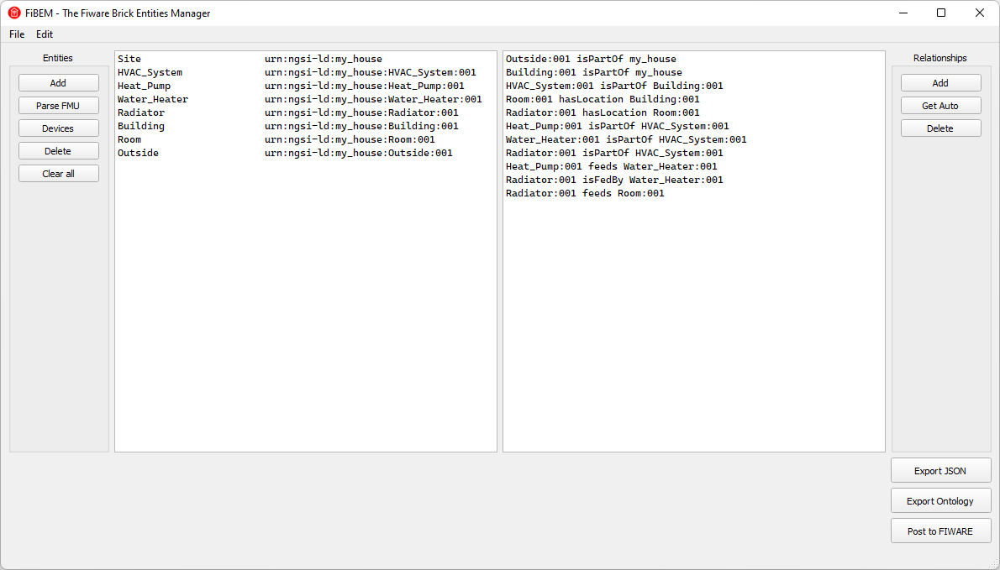 FiBEM - The Fiware Brick Entities Manager
File Edit
Entities
Add
Parse FMU
Devices
Delete
Clear all
Site urn:ngsi-ld:my_house
HVAC_System urn:ngsi-ld:my_house:HVAC_System:001
Heat_Pump urn:ngsi-ld:my_house:Heat_Pump:001
Water_Heater urn:ngsi-ld:my_house:Water_Heater:001
Radiator urn:ngsi-ld:my_house:Radiator:001
Building urn:ngsi-ld:my_house:Building:001
Room urn:ngsi-ld:my_house:Room:001
Outside urn:ngsi-ld:my_house:Outside:001
Outside:001 isPartOf my_house
Building:001 isPartOf my_house
HVAC_System:001 isPartOf Building:001
Room:001 hasLocation Building:001
Radiator:001 hasLocation Room:001
Heat_Pump:001 isPartOf HVAC_System:001
Water_Heater:001 isPartOf HVAC_System:001
Radiator:001 isPartOf HVAC_System:001
Heat_Pump:001 feeds Water_Heater:001
Radiator:001 isFedBy Water_Heater:001
Radiator:001 feeds Room:001
Relationships
Add
Get Auto
Delete
Export JSON
Export Ontology
Post to FIWARE